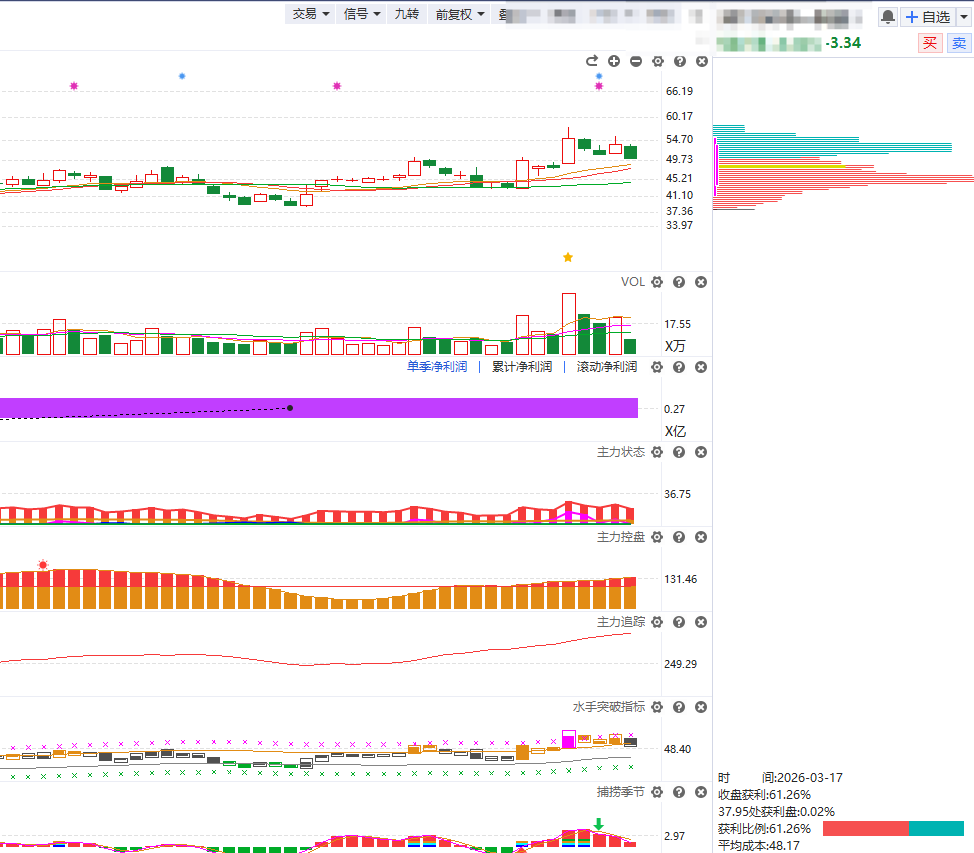 交易 信号 九转 前复权
自选
-3.34
买 卖
66.19
60.17
54.70
49.73
45.21
41.10
37.36
33.97
VOL
17.55
X万
单季净利润 | 累计净利润 | 滚动净利润
0.27
X亿
主力状态
36.75
主力控盘
131.46
主力追踪
249.29
水手突破指标
48.40
捕捞季节
2.97
时 间:2026-03-17
收盘获利:61.26%
37.95处获利盘:0.02%
获利比例:61.26%
平均成本:48.17